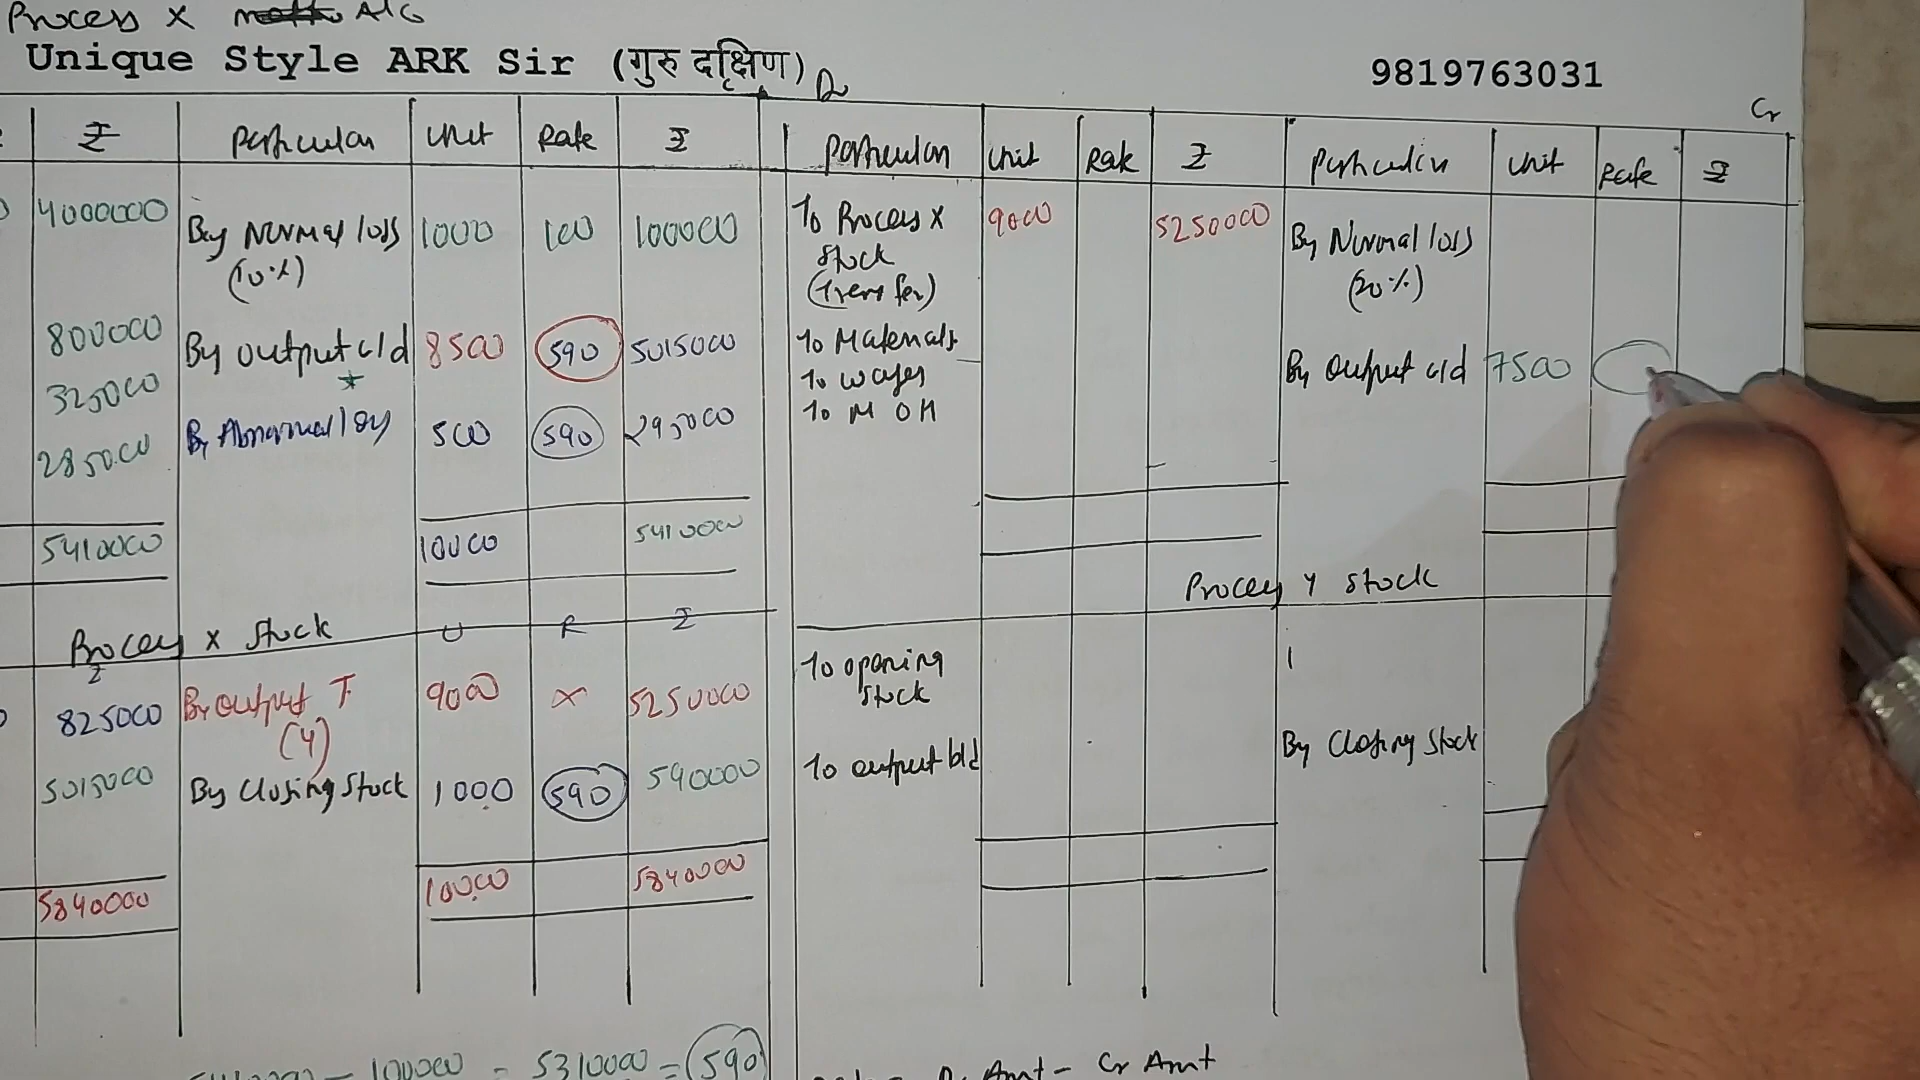 Process X A/C
Unique Style ARK Sir (गुरु दक्षिण) 9819763031
Dr Cr
₹ Particular Unit Rate ₹ Particular Unit Rate ₹ Particular Unit Rate ₹
4000000 By Normal loss 1000 100 100000 To Process X 9000 5250000 By Normal loss
(10%) Stock (20%)
(Transfer)
800000 By Output c/d 8500 590 5015000 To Materials By Output c/d 7500
325000 To Wages
285000 By Abnormal loss 500 590 295000 To M OH
5410000 10000 5410000
Process Y Stock
Process X Stock U R ₹
₹
825000 By Output T. 9000 X 5250000 To opening
(Y) Stock
5015000 By Closing Stock 1000 590 590000 To output b/d By Closing Stock
5840000 10000 5840000
100000 = 5310000 = 590 Cr Amt